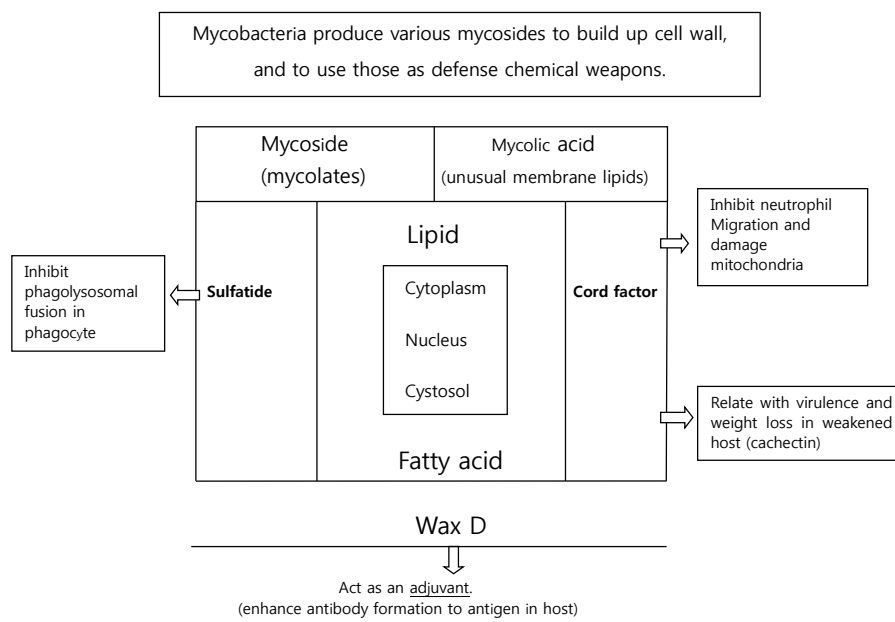 Mycobacteria produce various mycosides to build up cell wall,
and to use those as defense chemical weapons.
Mycoside
(mycolates)
Mycolic acid
(unusual membrane lipids)
Inhibit neutrophil
Migration and
damage
mitochondria
Lipid
Inhibit
phagolysosomal
fusion in
phagocyte
Sulfatide
Cytoplasm
Nucleus
Cystosol
Cord factor
Relate with virulence and
weight loss in weakened
host (cachectin)
Fatty acid
Wax D
Act as an adjuvant.
(enhance antibody formation to antigen in host)